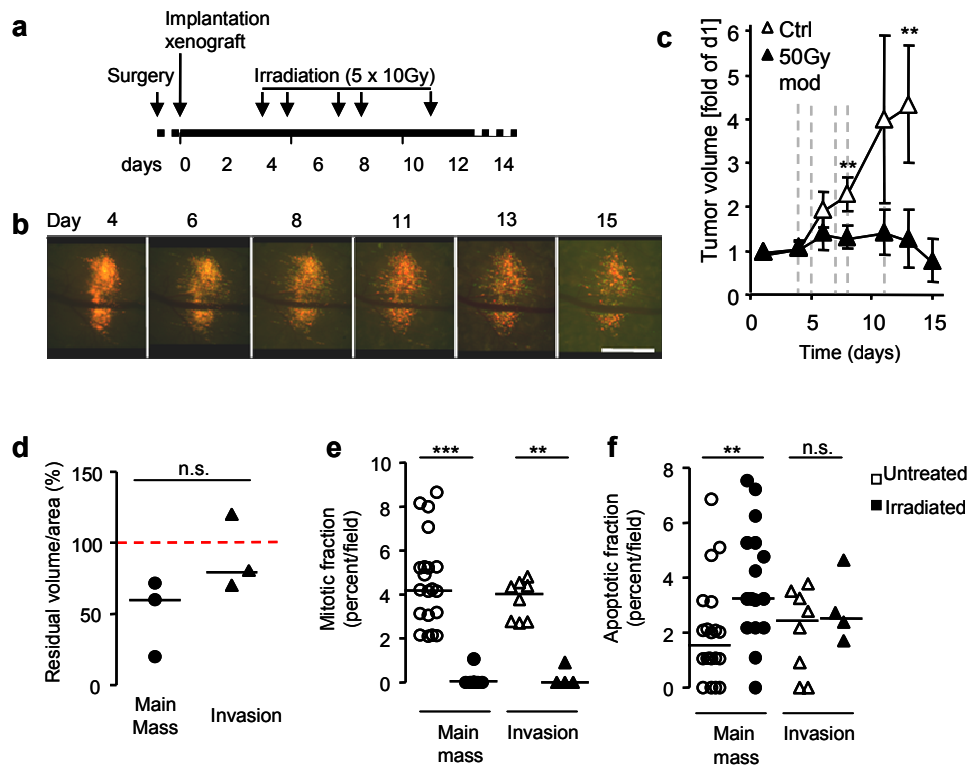 a
Implantation
xenograft
Surgery
Irradiation (5 x 10Gy)
days 0 2 4 6 8 10 12 14
b
Day 4 6 8 11 13 15
c
Ctrl
50Gy
mod
**
**
Tumor volume [fold of d1]
6
5
4
3
2
1
0
0 5 10 15
Time (days)
d
n.s.
Residual volume/area (%)
150
100
50
0
Main
Mass
Invasion
e
*** **
Mitotic fraction
(percent/field)
10
8
6
4
2
0
Main
mass
Invasion
f
** n.s.
Apoptotic fraction
(percent/field)
8
6
4
2
0
Main
mass
Invasion
Untreated
Irradiated